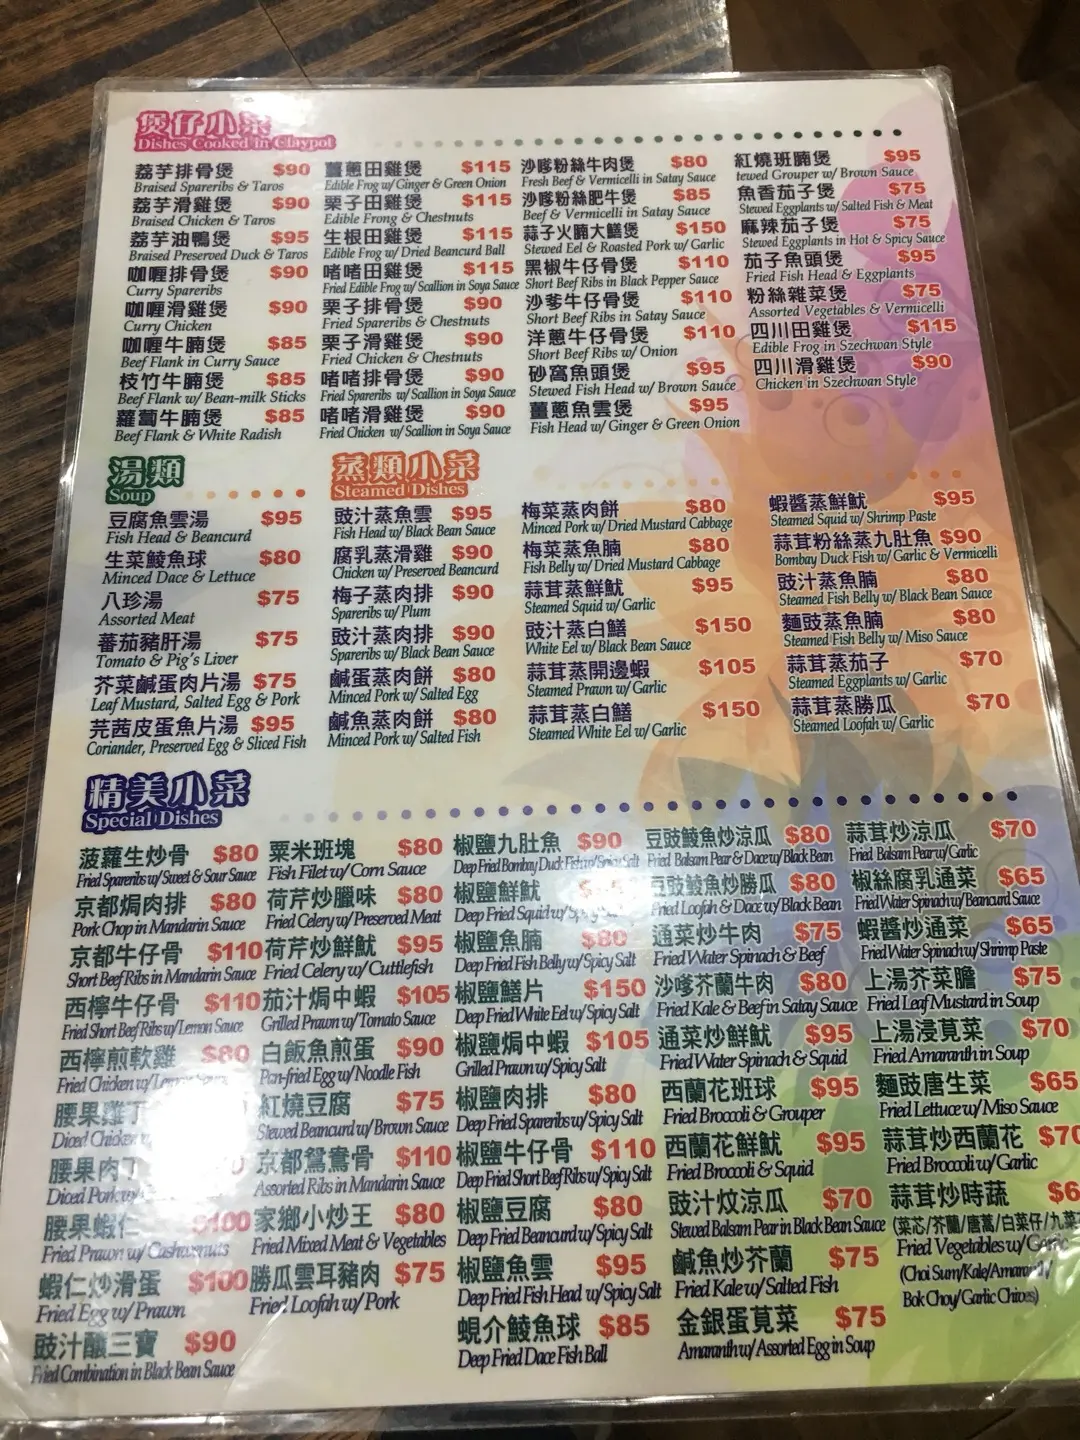 煲仔小菜
Dishes Cooked in Claypot
荔芋排骨煲 $90
Braised Spareribs & Taros
荔芋滑雞煲 $90
Braised Chicken & Taros
荔芋油鴨煲 $95
Braised Preserved Duck & Taros
咖喱排骨煲 $90
Curry Spareribs
咖喱滑雞煲 $90
Curry Chicken
咖喱牛腩煲 $85
Beef Flank in Curry Sauce
枝竹牛腩煲 $85
Beef Flank w/ Bean-milk Sticks
蘿蔔牛腩煲 $85
Beef Flank & White Radish
薑蔥田雞煲 $115
Edible Frog w/ Ginger & Green Onion
栗子田雞煲 $115
Edible Frong & Chestnuts
生根田雞煲 $115
Edible Frog w/ Dried Beancurd Ball
啫啫田雞煲 $115
Fried Edible Frog w/ Scallion in Soya Sauce
栗子排骨煲 $90
Fried Spareribs & Chestnuts
栗子滑雞煲 $90
Fried Chicken & Chestnuts
啫啫排骨煲 $90
Fried Spareribs w/ Scallion in Soya Sauce
啫啫滑雞煲 $90
Fried Chicken w/ Scallion in Soya Sauce
沙嗲粉絲牛肉煲 $80
Fresh Beef & Vermicelli in Satay Sauce
沙嗲粉絲肥牛煲 $85
Beef & Vermicelli in Satay Sauce
蒜子火腩大鱔煲 $150
Stewed Eel & Roasted Pork w/ Garlic
黑椒牛仔骨煲 $110
Short Beef Ribs in Black Pepper Sauce
沙爹牛仔骨煲 $110
Short Beef Ribs in Satay Sauce
洋蔥牛仔骨煲 $110
Short Beef Ribs w/ Onion
砂窩魚頭煲 $95
Stewed Fish Head w/ Brown Sauce
薑蔥魚雲煲 $95
Fish Head w/ Ginger & Green Onion
紅燒班腩煲 $95
tewed Grouper w/ Brown Sauce
魚香茄子煲 $75
Stewed Eggplants w/ Salted Fish & Meat
麻辣茄子煲 $75
Stewed Eggplants in Hot & Spicy Sauce
茄子魚頭煲 $95
Fried Fish Head & Eggplants
粉絲雜菜煲 $75
Assorted Vegetables & Vermicelli
四川田雞煲 $115
Edible Frog in Szechwan Style
四川滑雞煲 $90
Chicken in Szechwan Style
湯類
Soup
豆腐魚雲湯 $95
Fish Head & Beancurd
生菜鯪魚球 $80
Minced Dace & Lettuce
八珍湯 $75
Assorted Meat
蕃茄豬肝湯 $75
Tomato & Pig's Liver
芥菜鹹蛋肉片湯 $75
Leaf Mustard, Salted Egg & Pork
芫茜皮蛋魚片湯 $95
Coriander, Preserved Egg & Sliced Fish
蒸類小菜
Steamed Dishes
豉汁蒸魚雲 $95
Fish Head w/ Black Bean Sauce
腐乳蒸滑雞 $90
Chicken w/ Preserved Beancurd
梅子蒸肉排 $90
Spareribs w/ Plum
豉汁蒸肉排 $90
Spareribs w/ Black Bean Sauce
鹹蛋蒸肉餅 $80
Minced Pork w/ Salted Egg
鹹魚蒸肉餅 $80
Minced Pork w/ Salted Fish
梅菜蒸肉餅 $80
Minced Pork w/ Dried Mustard Cabbage
梅菜蒸魚腩 $80
Fish Belly w/ Dried Mustard Cabbage
蒜茸蒸鮮魷 $95
Steamed Squid w/ Garlic
豉汁蒸白鱔 $150
White Eel w/ Black Bean Sauce
蒜茸蒸開邊蝦 $105
Steamed Prawn w/ Garlic
蒜茸蒸白鱔 $150
Steamed White Eel w/ Garlic
蝦醬蒸鮮魷 $95
Steamed Squid w/ Shrimp Paste
蒜茸粉絲蒸九肚魚 $90
Bombay Duck Fish w/ Garlic & Vermicelli
豉汁蒸魚腩 $80
Steamed Fish Belly w/ Black Bean Sauce
麵豉蒸魚腩 $80
Steamed Fish Belly w/ Miso Sauce
蒜茸蒸茄子 $70
Steamed Eggplants w/ Garlic
蒜茸蒸勝瓜 $70
Steamed Loofah w/ Garlic
精美小菜
Special Dishes
菠蘿生炒骨 $80
Fried Spareribs w/ Sweet & Sour Sauce
京都焗肉排 $80
Pork Chop in Mandarin Sauce
京都牛仔骨 $110
Short Beef Ribs in Mandarin Sauce
西檸牛仔骨 $110
Fried Short Beef Ribs w/ Lemon Sauce
西檸煎軟雞 $80
Fried Chicken w/ Lemon Sauce
腰果雞丁
Diced Chicken
腰果肉丁
Diced Pork
腰果蝦仁 $100
Fried Prawn w/ Cashewnuts
蝦仁炒滑蛋 $100
Fried Egg w/ Prawn
豉汁釀三寶 $90
Fried Combination in Black Bean Sauce
粟米班塊 $80
Fish Filet w/ Corn Sauce
荷芹炒臘味 $80
Fried Celery w/ Preserved Meat
荷芹炒鮮魷 $95
Fried Celery w/ Cuttlefish
茄汁焗中蝦 $105
Grilled Prawn w/ Tomato Sauce
白飯魚煎蛋 $90
Pan-fried Egg w/ Noodle Fish
紅燒豆腐 $75
Stewed Beancurd w/ Brown Sauce
京都鴛鴦骨 $110
Assorted Ribs in Mandarin Sauce
家鄉小炒王 $80
Fried Mixed Meat & Vegetables
勝瓜雲耳豬肉 $75
Fried Loofah w/ Pork
椒鹽九肚魚 $90
Deep Fried Bombay Duck Fish w/ Spicy Salt
椒鹽鮮魷
Deep Fried Squid w/ Spicy Salt
椒鹽魚腩 $80
Deep Fried Fish Belly w/ Spicy Salt
椒鹽鱔片 $150
Deep Fried White Eel w/ Spicy Salt
椒鹽焗中蝦 $105
Grilled Prawn w/ Spicy Salt
椒鹽肉排 $80
Deep Fried Spareribs w/ Spicy Salt
椒鹽牛仔骨 $110
Deep Fried Short Beef Ribs w/ Spicy Salt
椒鹽豆腐 $80
Deep Fried Beancurd w/ Spicy Salt
椒鹽魚雲 $95
Deep Fried Fish Head w/ Spicy Salt
蜆介鯪魚球 $85
Deep Fried Dace Fish Ball
豆豉鯪魚炒涼瓜 $80
Fried Balsam Pear & Dace w/ Black Bean
豆豉鯪魚炒勝瓜 $80
Fried Loofah & Dace w/ Black Bean
通菜炒牛肉 $75
Fried Water Spinach & Beef
沙嗲芥蘭牛肉 $80
Fried Kale & Beef in Satay Sauce
通菜炒鮮魷 $95
Fried Water Spinach & Squid
西蘭花班球 $95
Fried Broccoli & Grouper
西蘭花鮮魷 $95
Fried Broccoli & Squid
豉汁炆涼瓜 $70
Stewed Balsam Pear in Black Bean Sauce
鹹魚炒芥蘭 $75
Fried Kale w/ Salted Fish
金銀蛋莧菜 $75
Amaranth w/ Assorted Egg in Soup
蒜茸炒涼瓜 $70
Fried Balsam Pear w/ Garlic
椒絲腐乳通菜 $65
Fried Water Spinach w/ Beancurd Sauce
蝦醬炒通菜 $65
Fried Water Spinach w/ Shrimp Paste
上湯芥菜膽 $75
Fried Leaf Mustard in Soup
上湯浸莧菜 $70
Fried Amaranth in Soup
麵豉唐生菜 $65
Fried Lettuce w/ Miso Sauce
蒜茸炒西蘭花 $70
Fried Broccoli w/ Garlic
蒜茸炒時蔬 $6
(菜芯/芥蘭/唐蒿/白菜仔/九菜
Fried Vegetables w/ Garlic
(Choi Sum/Kale/Amaranth/
Bok Choy/Garlic Chives)